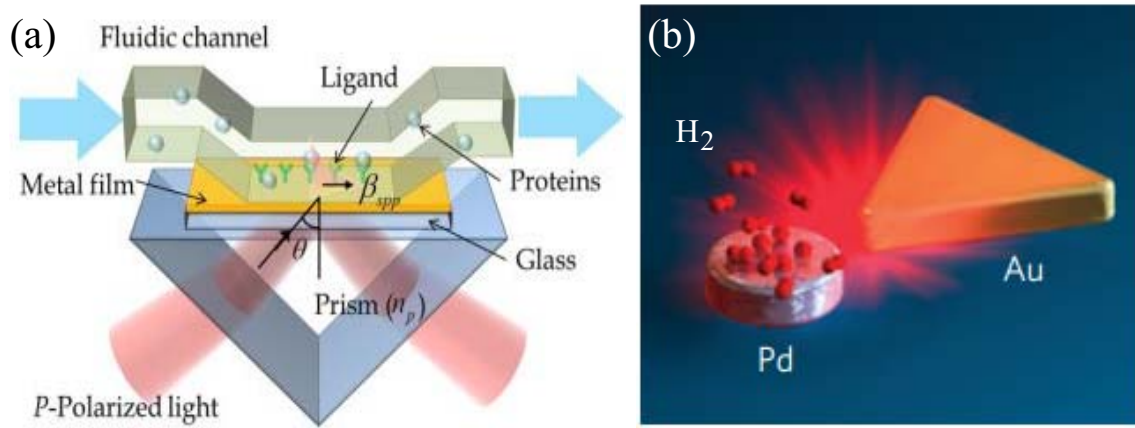 (a)
Fluidic channel
Ligand
Metal film
β_spp
Proteins
θ
Glass
Prism (n_p)
P-Polarized light
(b)
H₂
Au
Pd